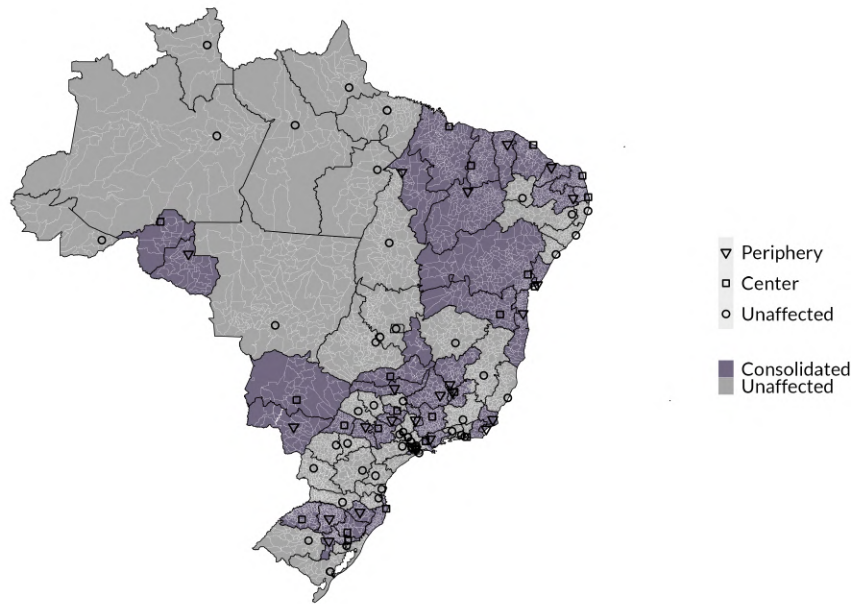 Periphery
Center
Unaffected
Consolidated
Unaffected